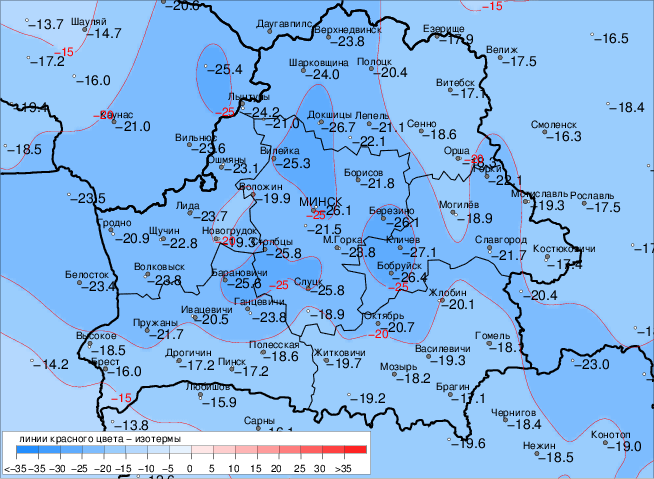 -20.6
-13.7
Шауляй
-14.7
Даугавпилс
Верхнедвинск
-23.8
Езерище
-17.9
-15
-16.5
-15
-17.2
Велиж
-17.5
-16.0
-25.4
Шарковщина
-24.0
Полоцк
-20.4
Витебск
-17.1
-19.4
Каунас
-21.0
-20
Лынтупы
-24.2
-25
-21.0
Докшицы
-26.7
Лепель
-21.1
Сенно
-18.6
-18.4
Смоленск
-16.3
-18.5
Вильнюс
-23.6
Ошмяны
-23.1
Вилейка
-25.3
-22.1
Орша
-18.3
-20
Горки
-22.1
Борисов
-21.8
-23.5
Воложин
-19.9
МИНСК
-26.1
-25
Березино
-26.1
Могилёв
-18.9
Мстиславль
-19.3
Рославль
-17.5
Лида
-23.7
Гродно
-20.9
Щучин
-22.8
Новогрудок
-19.3
-20
-21.5
Столбцы
-25.8
М.Горка
-23.8
Кличев
-27.1
Славгород
-21.7
Костюковичи
-17.4
-17
Белосток
-23.4
Волковыск
-23.8
Барановичи
-25.8
-25
Слуцк
-25.8
Бобруйск
-26.4
-25
Жлобин
-20.1
-20.4
Ганцевичи
-23.8
-18.9
Ивацевичи
-20.5
Октябрь
-20.7
-20
Пружаны
-21.7
Высокое
-18.5
Гомель
-18.1
-14.2
Брест
-16.0
Дрогичин
-17.2
Пинск
-17.2
Полесская
-18.6
Житковичи
-19.7
Василевичи
-19.3
-23.0
Мозырь
-18.2
-15
Любишов
-15.9
-19.2
Брагин
-17.1
-13.8
Сарны
-16.1
Чернигов
-18.4
-19.6
Нежин
-18.5
Конотоп
-19.0
линии красного цвета – изотермы
<-35 -35 -30 -25 -20 -15 -10 -5 0 5 10 15 20 25 30 35 >35